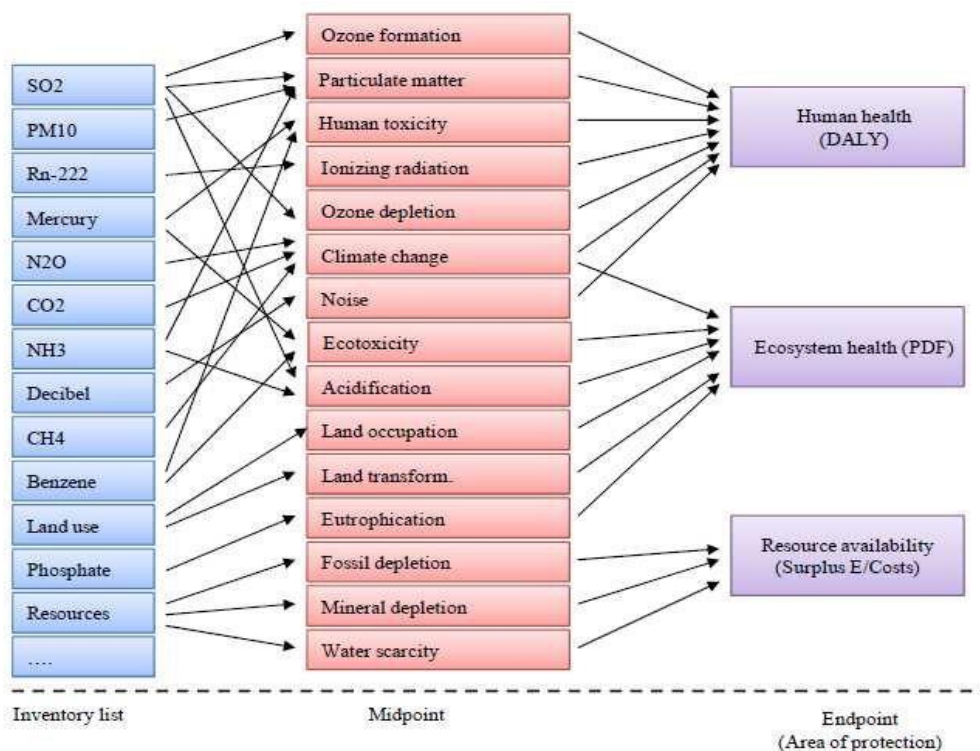 Ozone formation
SO2
Particulate matter
PM10
Human toxicity
Human health
(DALY)
Rn-222
Ionizing radiation
Mercury
Ozone depletion
N2O
Climate change
CO2
Noise
NH3
Ecotoxicity
Ecosystem health (PDF)
Decibel
Acidification
CH4
Land occupation
Benzene
Land transform.
Land use
Eutrophication
Phosphate
Fossil depletion
Resource availability
(Surplus E/Costs)
Resources
Mineral depletion
....
Water scarcity
Inventory list
Midpoint
Endpoint
(Area of protection)